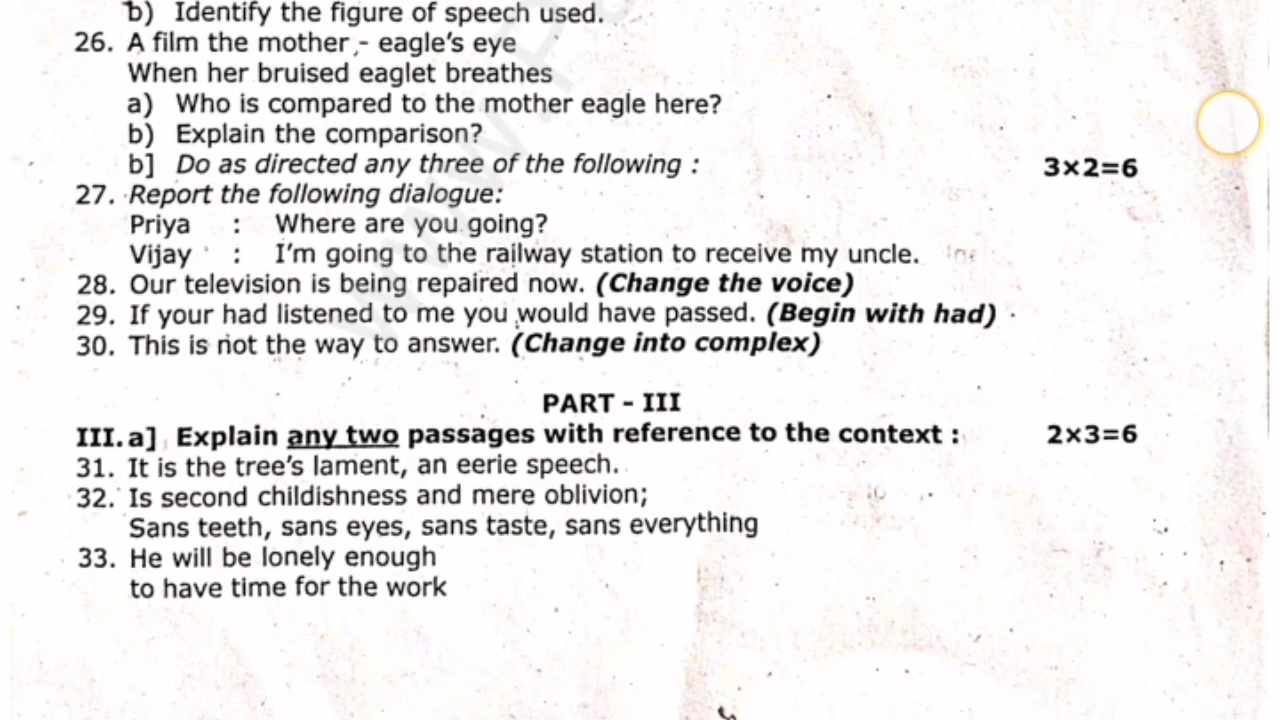 b) Identify the figure of speech used.
26. A film the mother - eagle's eye
When her bruised eaglet breathes
a) Who is compared to the mother eagle here?
b) Explain the comparison?
b] Do as directed any three of the following : 3×2=6
27. Report the following dialogue:
Priya : Where are you going?
Vijay : I'm going to the railway station to receive my uncle.
28. Our television is being repaired now. (Change the voice)
29. If your had listened to me you would have passed. (Begin with had)
30. This is not the way to answer. (Change into complex)
PART - III
III. a] Explain any two passages with reference to the context : 2×3=6
31. It is the tree's lament, an eerie speech.
32. Is second childishness and mere oblivion;
Sans teeth, sans eyes, sans taste, sans everything
33. He will be lonely enough
to have time for the work